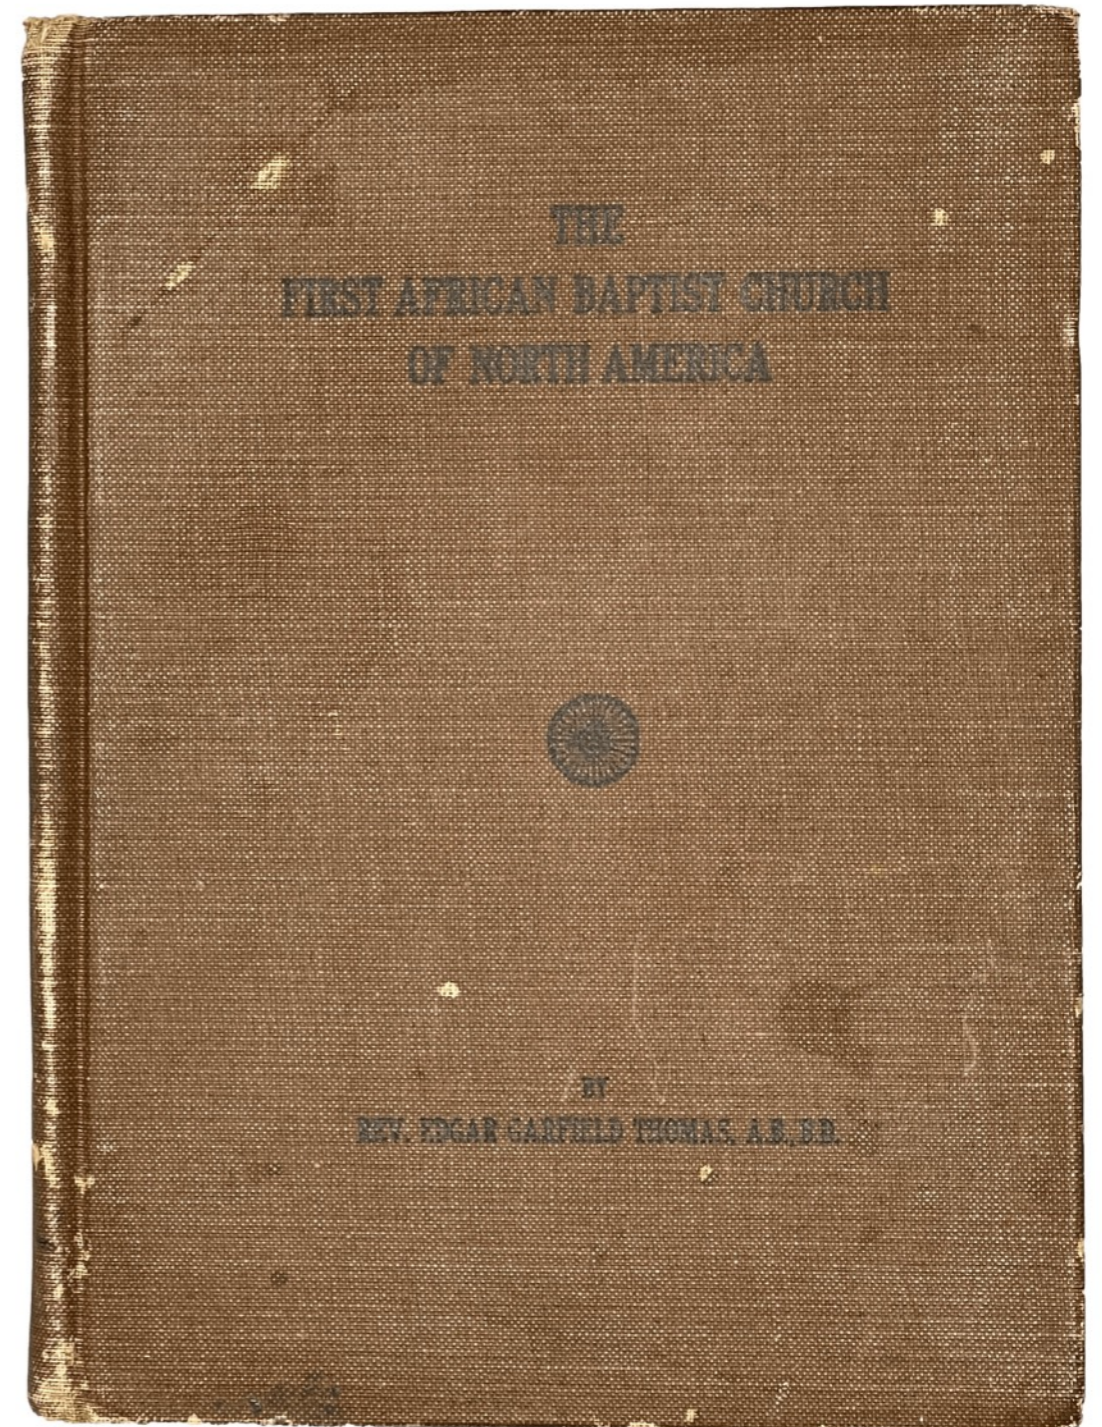 THE
FIRST AFRICAN BAPTIST CHURCH
OF NORTH AMERICA
BY
REV. EDGAR GARFIELD THOMAS, A.B., B.D.